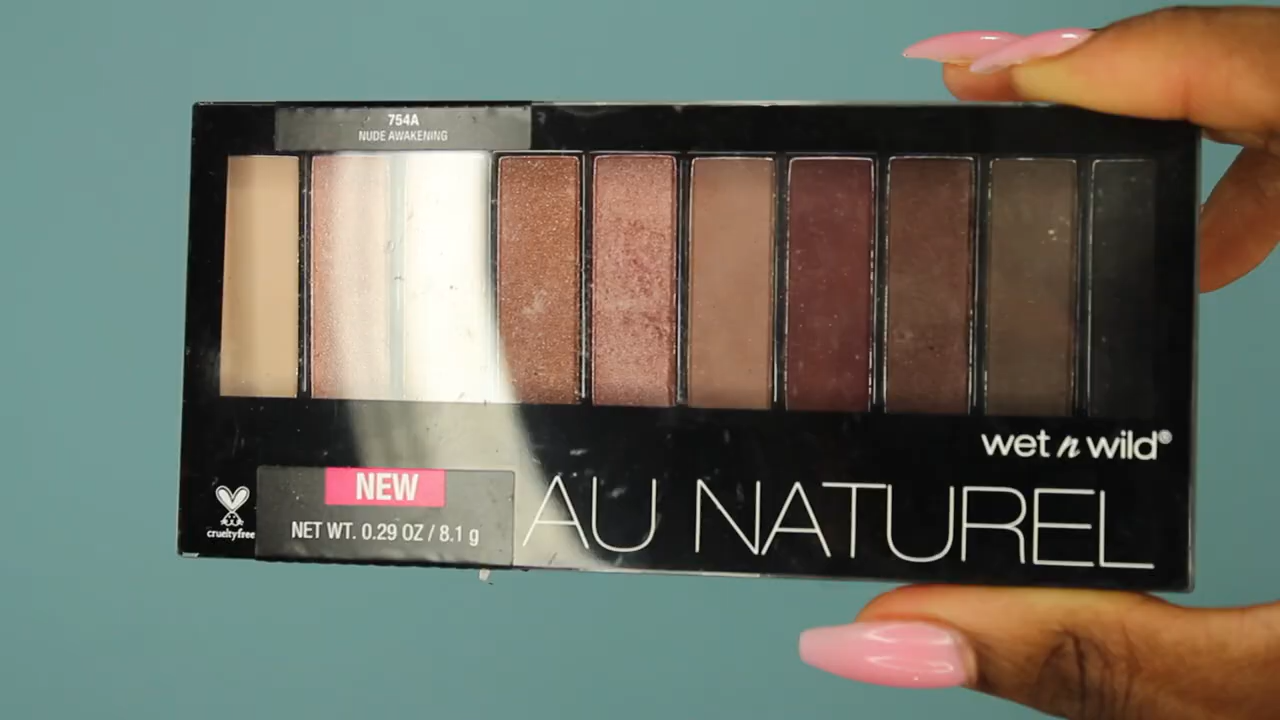 754A
NUDE AWAKENING
wet n wild®
NEW
NET WT. 0.29 OZ / 8.1 g
AU NATUREL
crueltyfree